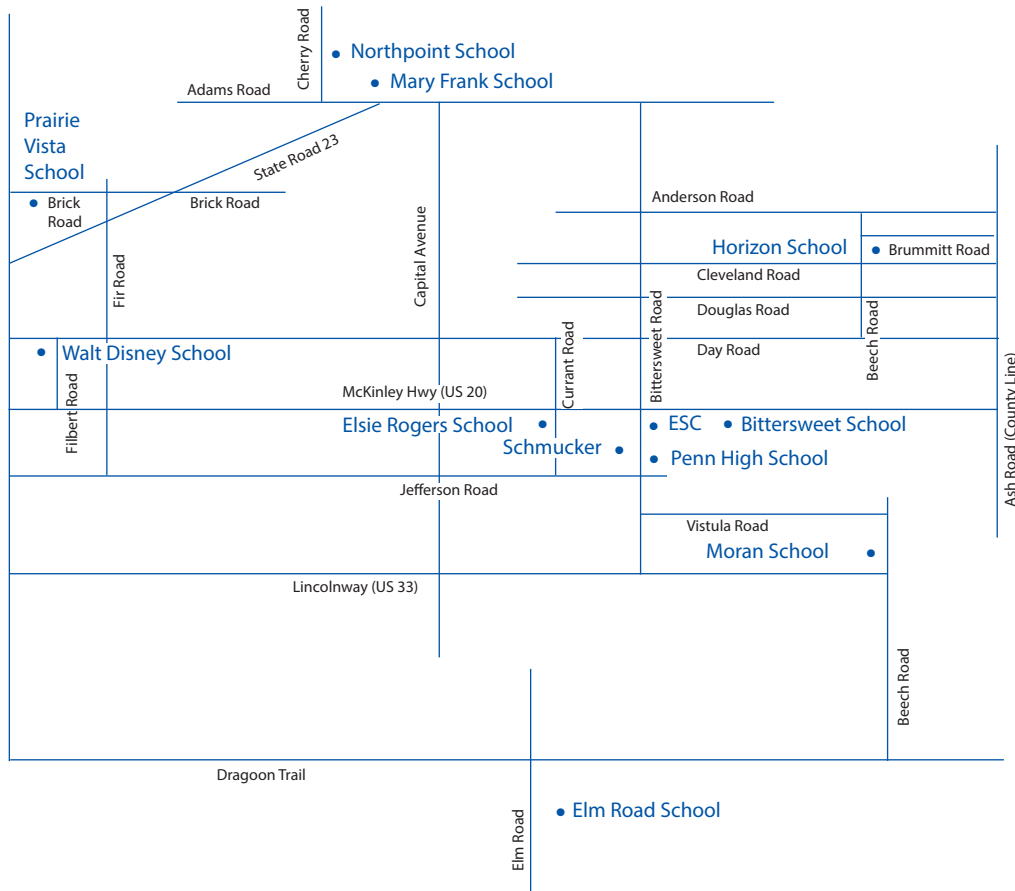 Cherry Road
Northpoint School
Mary Frank School
Adams Road
Prairie
Vista
School
State Road 23
Brick
Road
Brick Road
Anderson Road
Capital Avenue
Horizon School
Brummitt Road
Fir Road
Cleveland Road
Bittersweet Road
Douglas Road
Beech Road
Walt Disney School
Currant Road
Day Road
Ash Road (County Line)
McKinley Hwy (US 20)
Filbert Road
Elsie Rogers School
ESC
Bittersweet School
Schmucker
Penn High School
Jefferson Road
Vistula Road
Moran School
Lincolnway (US 33)
Beech Road
Dragoon Trail
Elm Road
Elm Road School